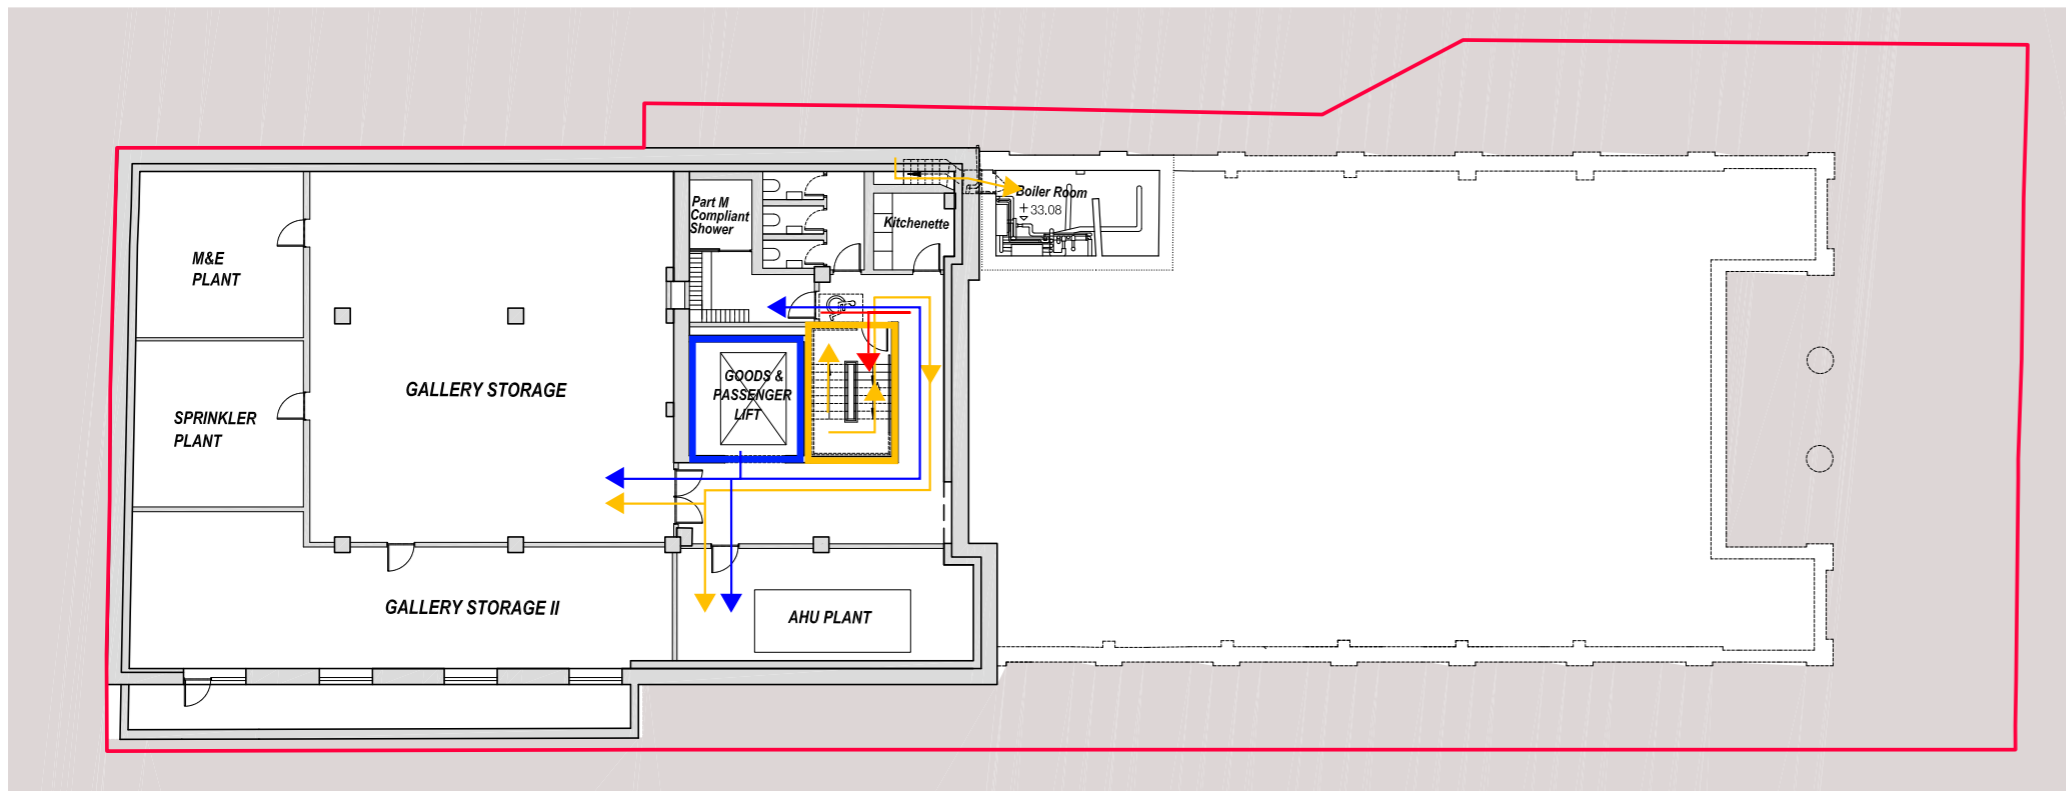 Part M
Compliant
Shower
Kitchenette
Boiler Room
33.08
M&E
PLANT
GOODS &
PASSENGER
LIFT
GALLERY STORAGE
SPRINKLER
PLANT
GALLERY STORAGE II
AHU PLANT